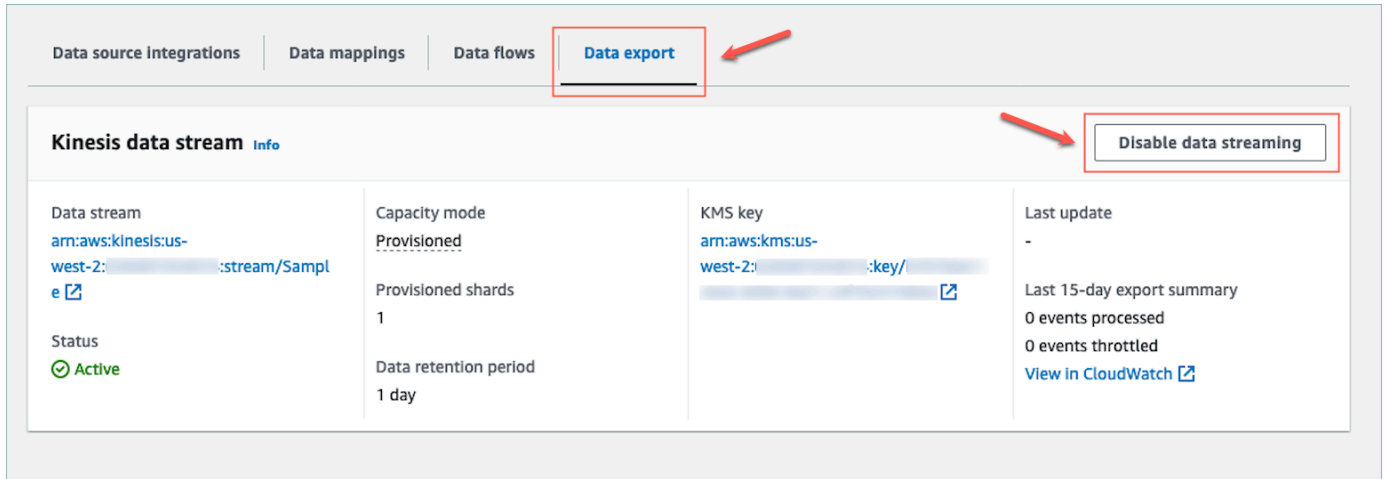 Data source integrations
Data mappings
Data flows
Data export
Kinesis data stream Info
Disable data streaming
Data stream
arn:aws:kinesis:us-
west-2: :stream/Sampl
e
Status
Active
Capacity mode
Provisioned
Provisioned shards
1
Data retention period
1 day
KMS key
arn:aws:kms:us-
west-2: :key/
Last update
-
Last 15-day export summary
0 events processed
0 events throttled
View in CloudWatch